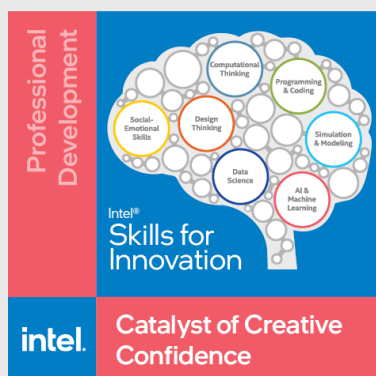 Professional
Development
Computational
Thinking
Programming
& Coding
Social-
Emotional
Skills
Design
Thinking
Simulation
& Modeling
Data
Science
AI &
Machine
Learning
Intel®
Skills for
Innovation
intel.
Catalyst of Creative
Confidence